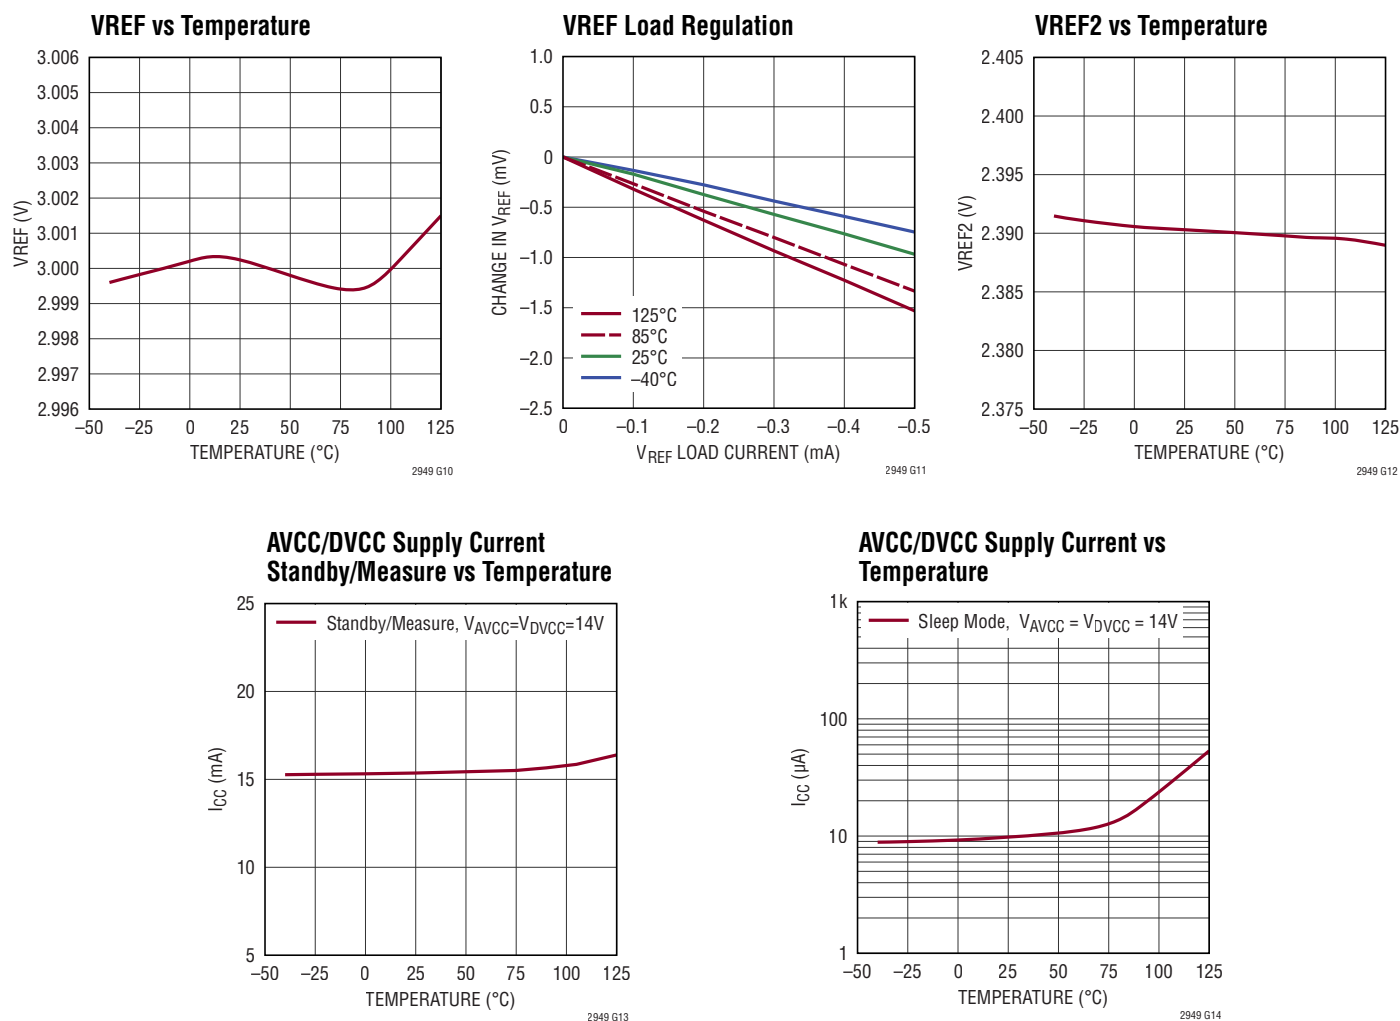 VREF vs Temperature
3.006
3.005
3.004
3.003
3.002
3.001
3.000
2.999
2.998
2.997
2.996
VREF (V)
–50 –25 0 25 50 75 100 125
TEMPERATURE (°C)
2949 G10
VREF Load Regulation
1.0
0.5
0
–0.5
–1.0
–1.5
–2.0
–2.5
CHANGE IN VREF (mV)
125°C
85°C
25°C
–40°C
0 –0.1 –0.2 –0.3 –0.4 –0.5
VREF LOAD CURRENT (mA)
2949 G11
VREF2 vs Temperature
2.405
2.400
2.395
2.390
2.385
2.380
2.375
VREF2 (V)
–50 –25 0 25 50 75 100 125
TEMPERATURE (°C)
2949 G12
AVCC/DVCC Supply Current
Standby/Measure vs Temperature
25
20
15
10
5
ICC (mA)
Standby/Measure, VAVCC=VDVCC=14V
–50 –25 0 25 50 75 100 125
TEMPERATURE (°C)
2949 G13
AVCC/DVCC Supply Current vs
Temperature
1k
100
10
1
ICC (µA)
Sleep Mode, VAVCC = VDVCC = 14V
–50 –25 0 25 50 75 100 125
TEMPERATURE (°C)
2949 G14